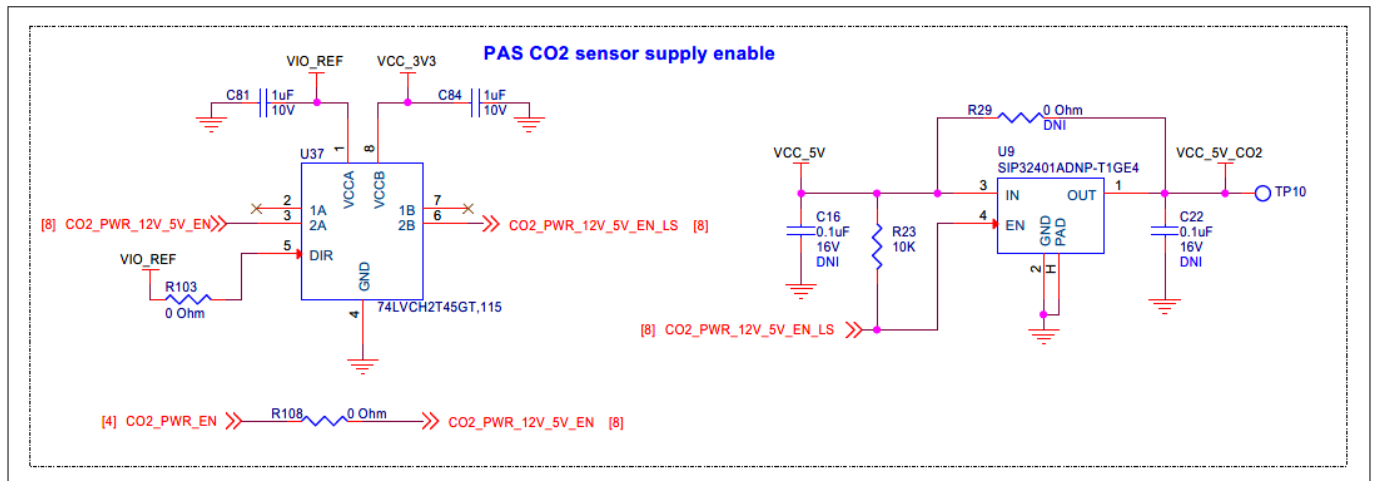 PAS CO2 sensor supply enable
VIO_REF
VCC_3V3
C81
1uF
10V
C84
1uF
10V
U37
1
8
VCCA
VCCB
2
1A
3
2A
5
DIR
GND
4
1B
7
2B
6
74LVCH2T45GT,115
[8] CO2_PWR_12V_5V_EN
CO2_PWR_12V_5V_EN_LS [8]
VIO_REF
R103
0 Ohm
[4] CO2_PWR_EN
R108
0 Ohm
CO2_PWR_12V_5V_EN [8]
R29
0 Ohm
DNI
VCC_5V
U9
SIP32401ADNP-T1GE4
VCC_5V_CO2
3
IN
OUT
1
TP10
4
EN
GND
PAD
2
H
C16
0.1uF
16V
DNI
R23
10K
C22
0.1uF
16V
DNI
[8] CO2_PWR_12V_5V_EN_LS